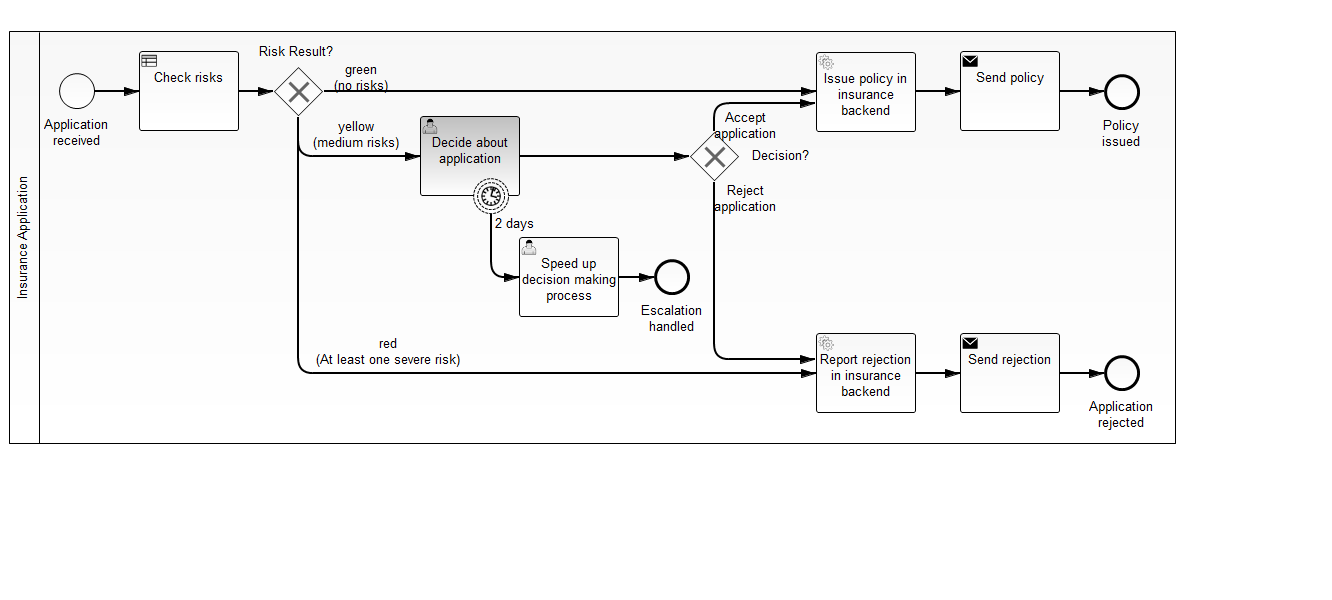 Insurance Application
Application
received
Check risks
Risk Result?
green
(no risks)
yellow
(medium risks)
Decide about
application
2 days
Speed up
decision making
process
Escalation
handled
red
(At least one severe risk)
Accept
application
Decision?
Reject
application
Issue policy in
insurance
backend
Send policy
Policy
issued
Report rejection
in insurance
backend
Send rejection
Application
rejected